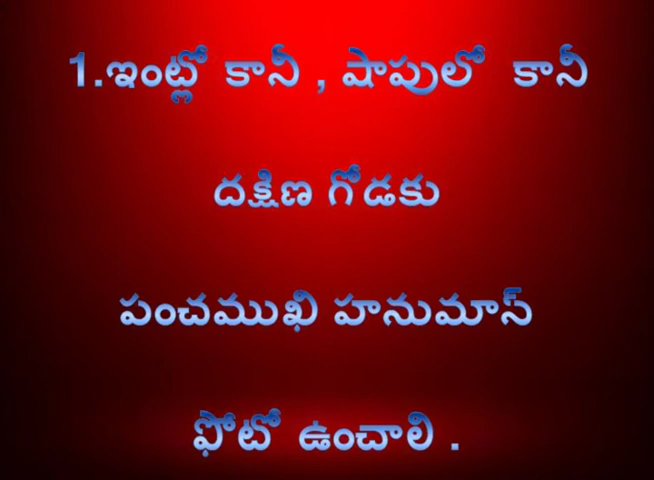 1.ఇంట్లో కానీ , షాపులో కానీ
దక్షిణ గోడకు
పంచముఖి హనుమాస్
ఫోటో ఉంచాలి .